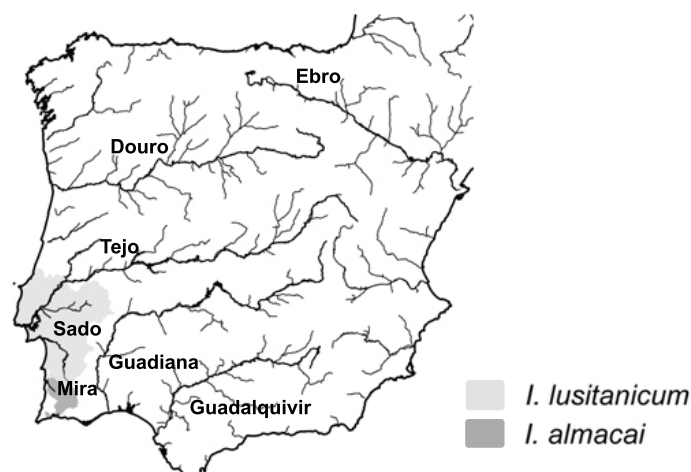 Ebro
Douro
Tejo
Sado
Guadiana
Mira
Guadalquivir
I. lusitanicum
I. almacai